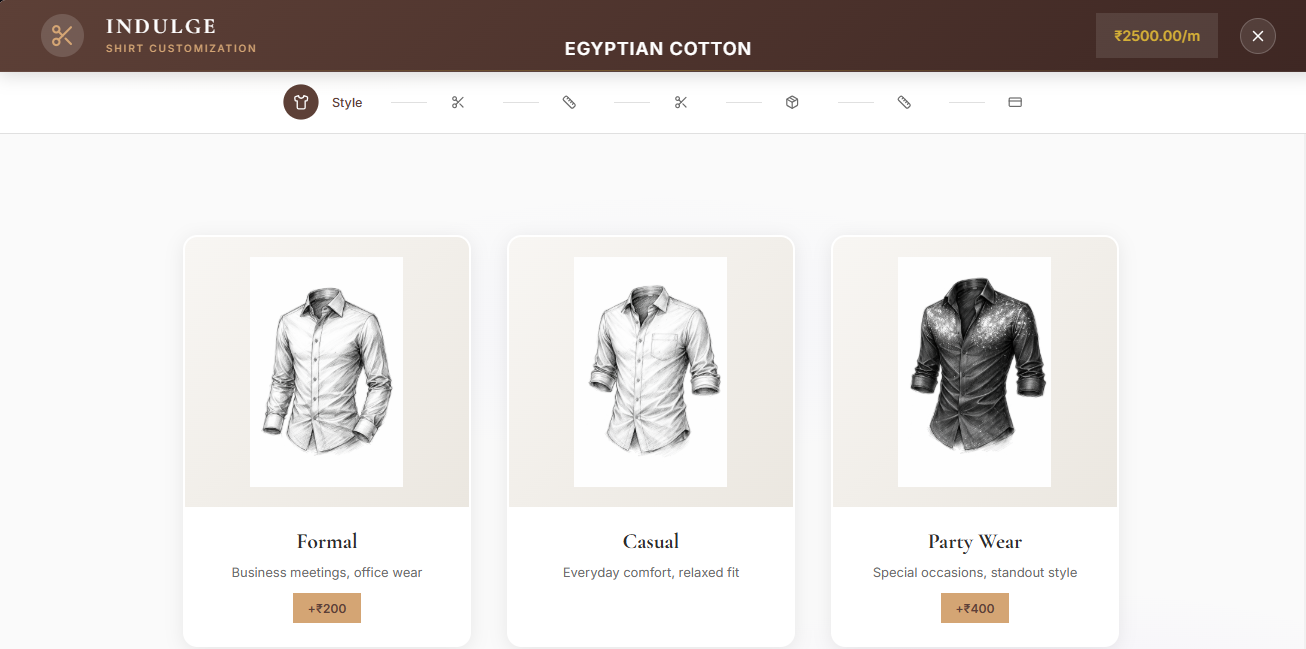 INDULGE
SHIRT CUSTOMIZATION
EGYPTIAN COTTON
₹2500.00/m
Style
Formal
Business meetings, office wear
+₹200
Casual
Everyday comfort, relaxed fit
Party Wear
Special occasions, standout style
+₹400